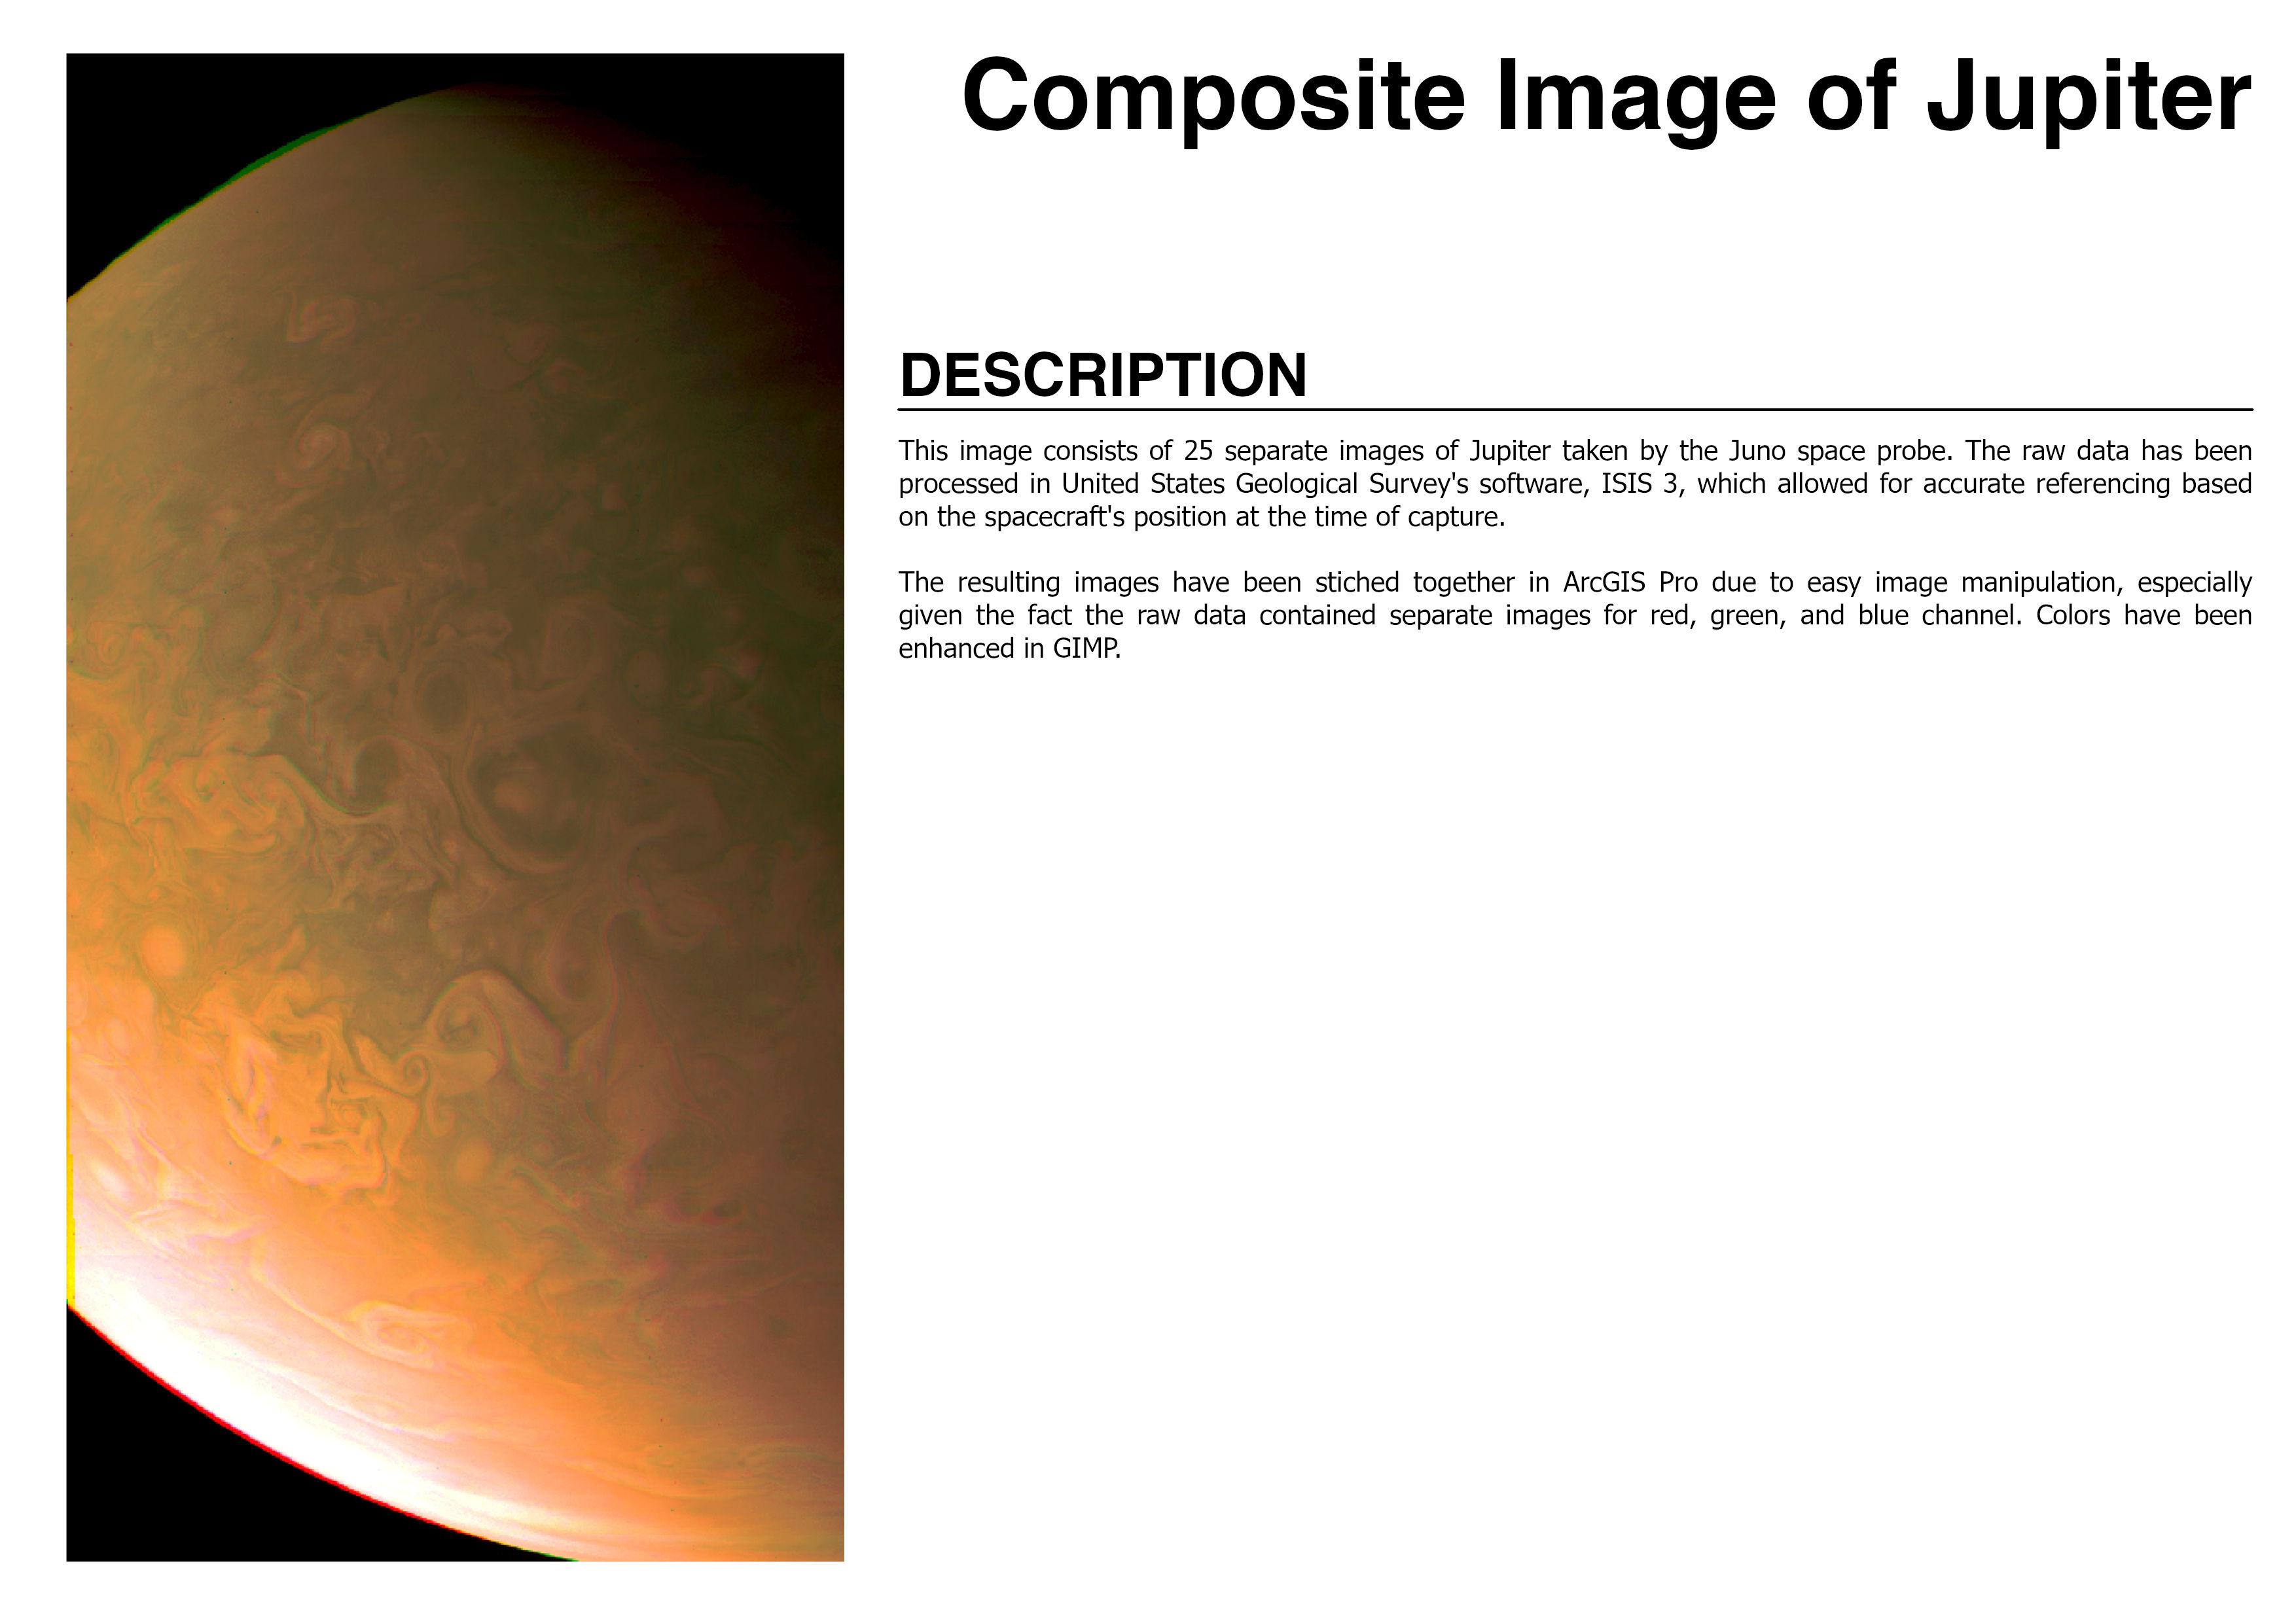 Composite Image of Jupiter
DESCRIPTION
This image consists of 25 separate images of Jupiter taken by the Juno space probe. The raw data has been
processed in United States Geological Survey's software, ISIS 3, which allowed for accurate referencing based
on the spacecraft's position at the time of capture.
The resulting images have been stiched together in ArcGIS Pro due to easy image manipulation, especially
given the fact the raw data contained separate images for red, green, and blue channel. Colors have been
enhanced in GIMP.